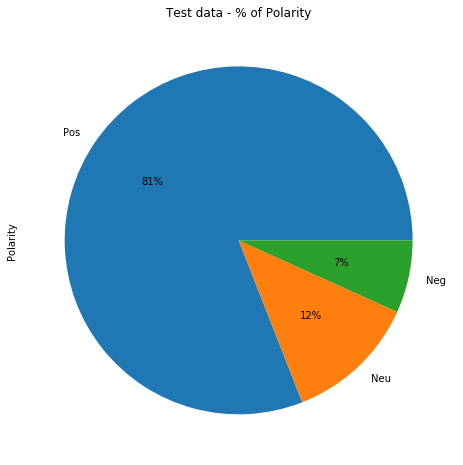 Test data - % of Polarity
Pos
81%
Polarity
7%
Neg
12%
Neu